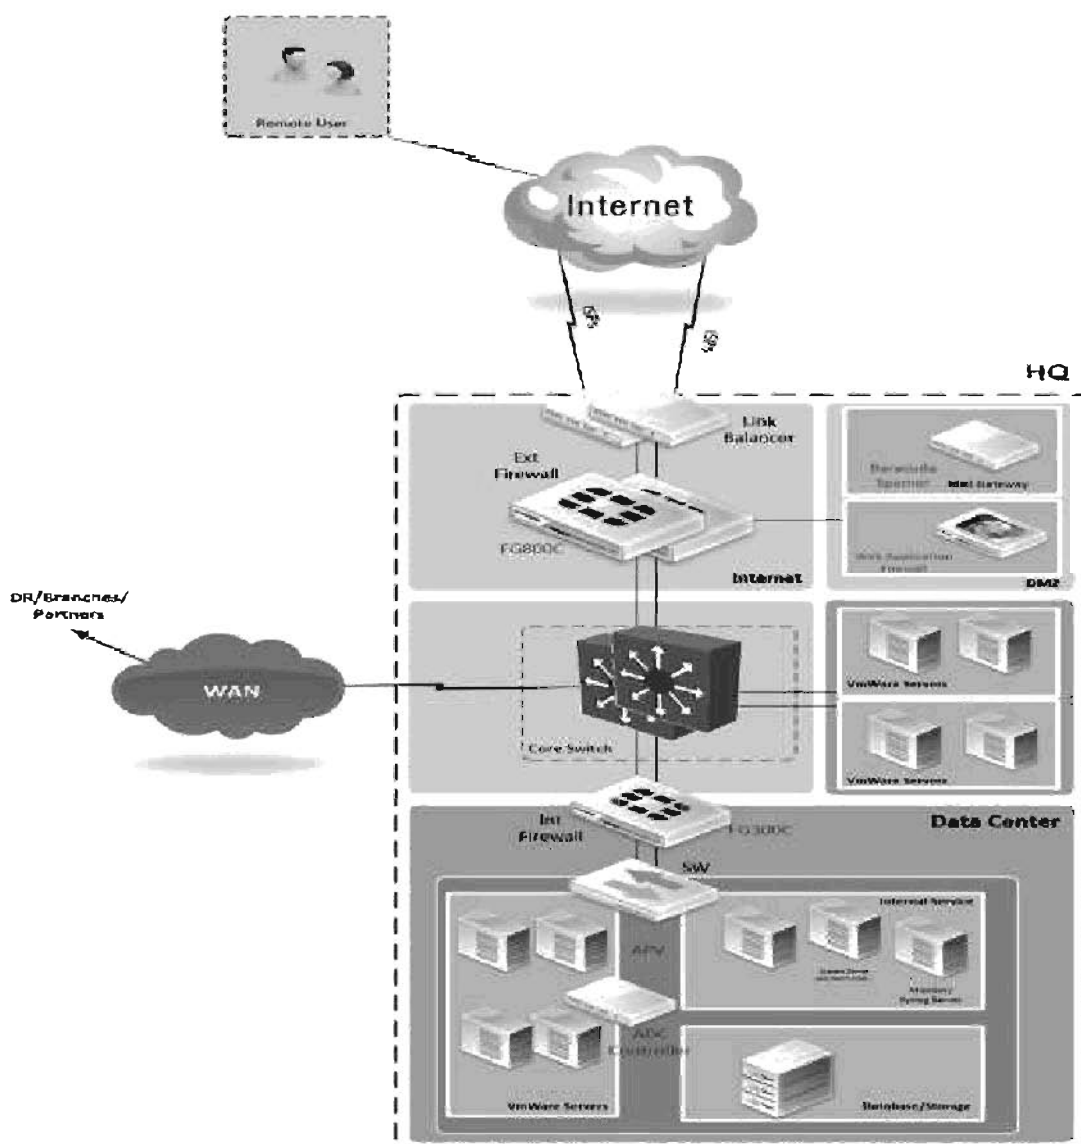 Remote User
Internet
HQ
Link
Balancer
Ext
Firewall
FG800C
Internet
Gateway
Web Application
Firewall
DMZ
DR/Branches/
Partners
WAN
Core Switch
VmWare Servers
VmWare Servers
Int
Firewall
FG300C
Data Center
SW
Internal Service
APV
Syslog Server
ADC
Controller
VmWare Servers
Database/Storage